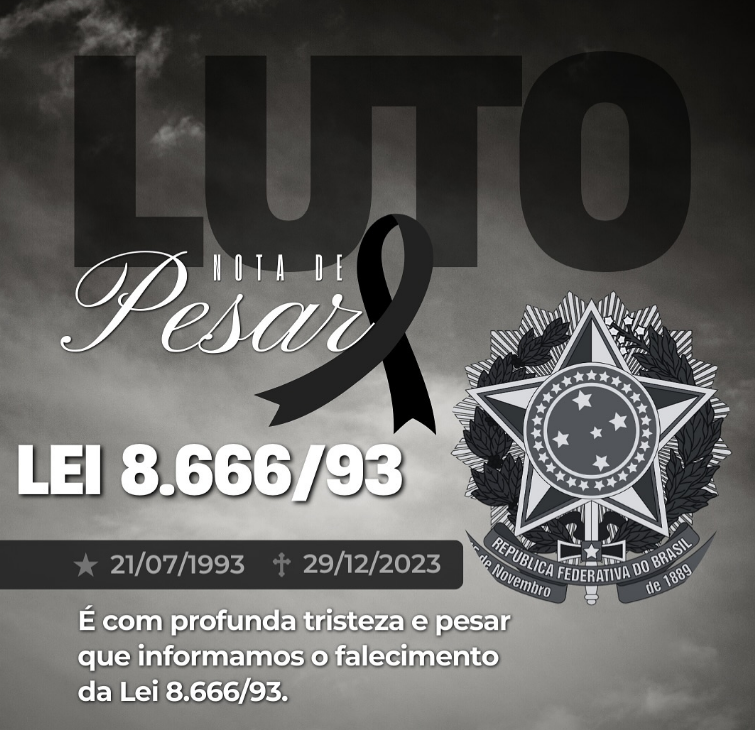 LUTO
NOTA DE
Pesar
LEI 8.666/93
21/07/1993 29/12/2023
REPÚBLICA FEDERATIVA DO BRASIL
de Novembro de 1889
É com profunda tristeza e pesar
que informamos o falecimento
da Lei 8.666/93.